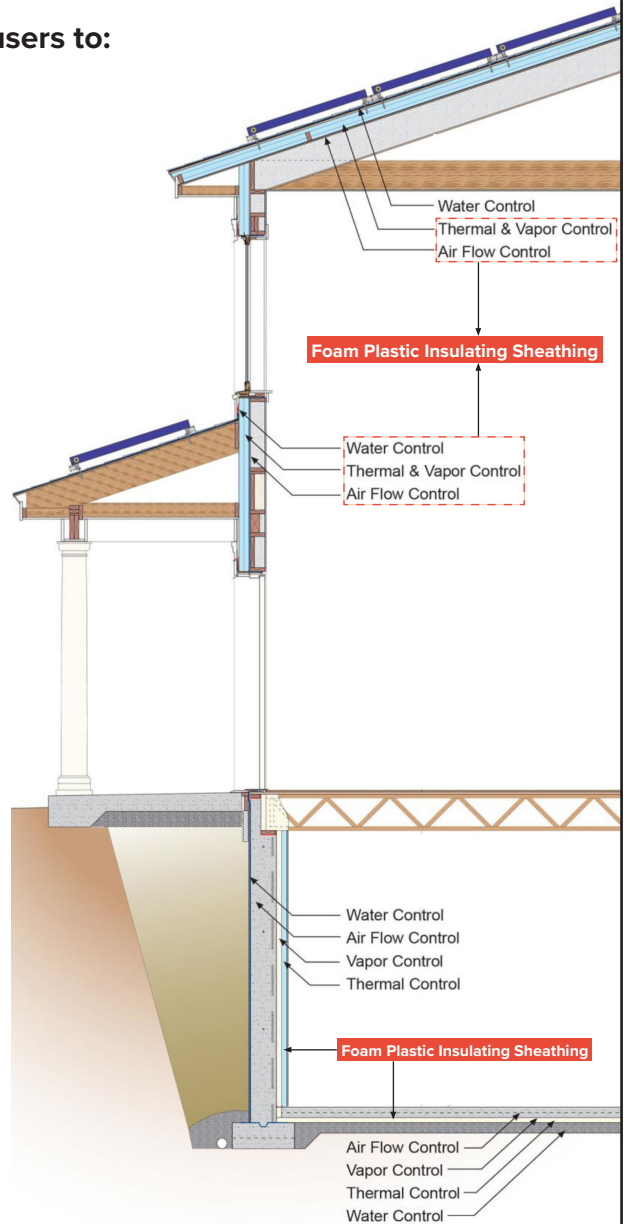 users to:
Water Control
Thermal & Vapor Control
Air Flow Control
Foam Plastic Insulating Sheathing
Water Control
Thermal & Vapor Control
Air Flow Control
Water Control
Air Flow Control
Vapor Control
Thermal Control
Foam Plastic Insulating Sheathing
Air Flow Control
Vapor Control
Thermal Control
Water Control